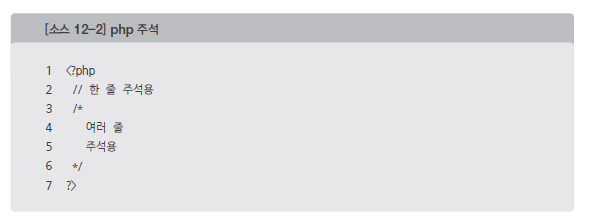 [소스 12-2] php 주석
1 <?php
2 // 한 줄 주석용
3 /*
4 여러 줄
5 주석용
6 */
7 ?>